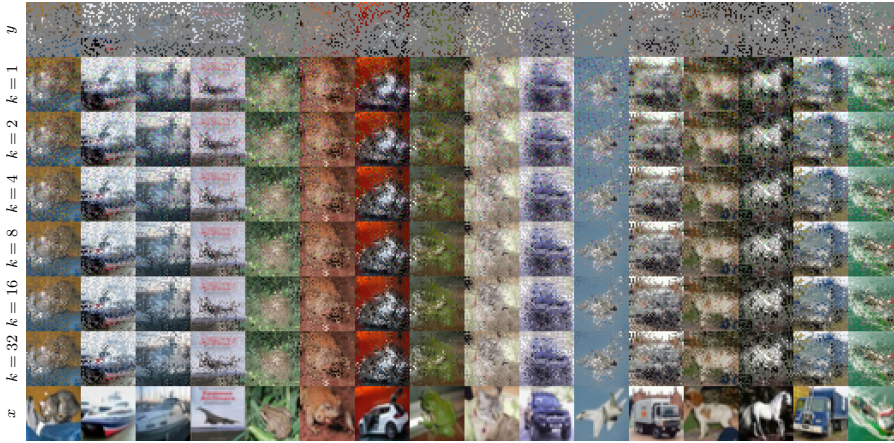 y
k = 1
k = 2
k = 4
k = 8
k = 16
k = 32
x